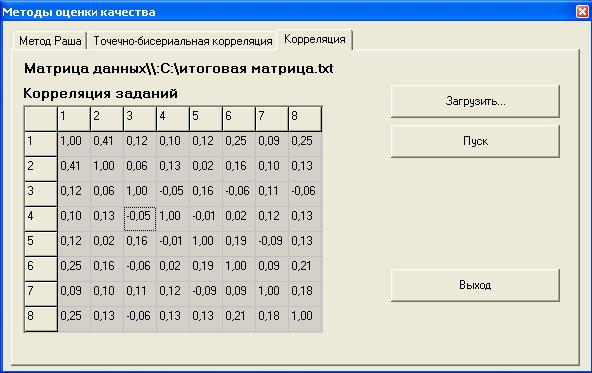 Методы оценки качества
Метод Раша Точечно-бисериальная корреляция Корреляция
Матрица данных\\:C:\итоговая матрица.txt
Корреляция заданий
Загрузить...
Пуск
1 2 3 4 5 6 7 8
1 1,00 0,41 0,12 0,10 0,12 0,25 0,09 0,25
2 0,41 1,00 0,06 0,13 0,02 0,16 0,10 0,13
3 0,12 0,06 1,00 -0,05 0,16 -0,06 0,11 -0,06
4 0,10 0,13 -0,05 1,00 -0,01 0,02 0,12 0,13
5 0,12 0,02 0,16 -0,01 1,00 0,19 -0,09 0,13
6 0,25 0,16 -0,06 0,02 0,19 1,00 0,09 0,21
7 0,09 0,10 0,11 0,12 -0,09 0,09 1,00 0,18
8 0,25 0,13 -0,06 0,13 0,13 0,21 0,18 1,00
Выход